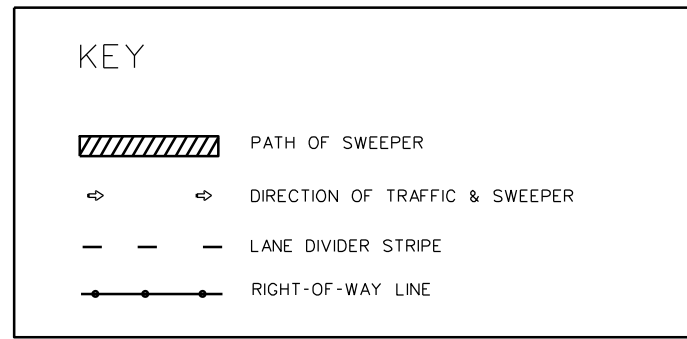 KEY
PATH OF SWEEPER
DIRECTION OF TRAFFIC & SWEEPER
LANE DIVIDER STRIPE
RIGHT-OF-WAY LINE